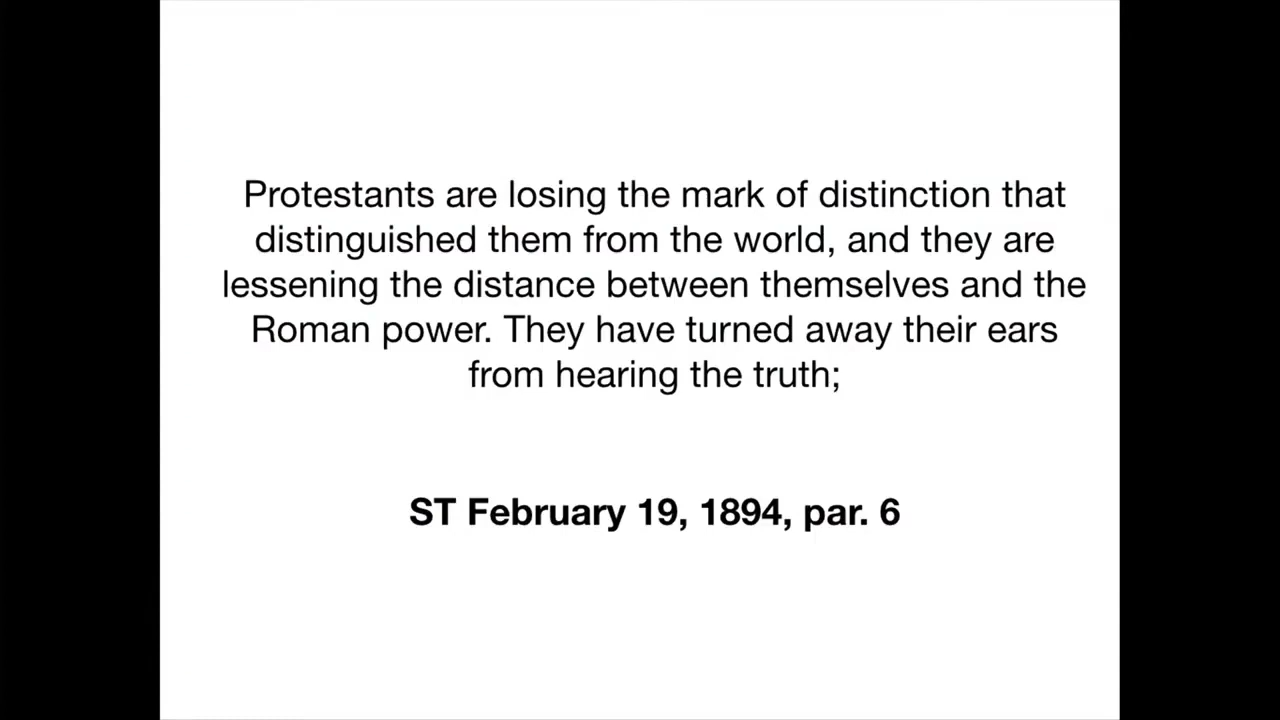 Protestants are losing the mark of distinction that
distinguished them from the world, and they are
lessening the distance between themselves and the
Roman power. They have turned away their ears
from hearing the truth;
ST February 19, 1894, par. 6